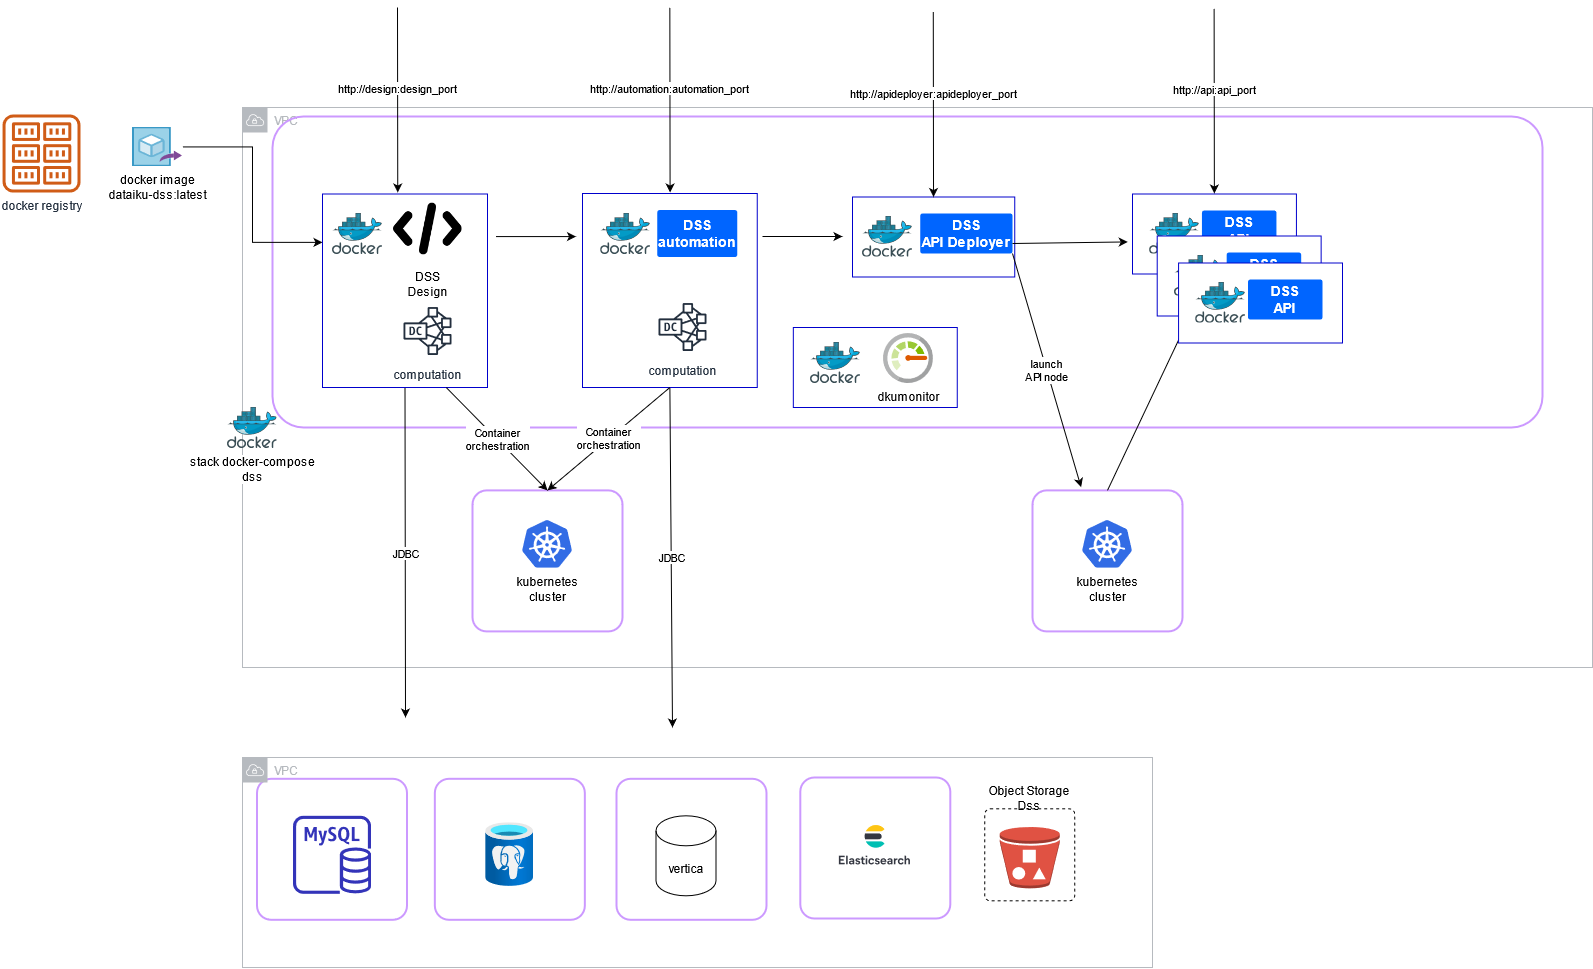 http://design:design_port
http://automation:automation_port
http://apideployer:apideployer_port
http://api:api_port
VPC
docker registry
docker image
dataiku-dss:latest
docker
DSS
Design
DC
computation
docker
DSS
automation
DC
computation
docker
DSS
API Deployer
DSS
DSS
docker
DSS
API
docker
dkumonitor
launch
API node
docker
stack docker-compose
dss
Container
orchestration
Container
orchestration
JDBC
JDBC
kubernetes
cluster
kubernetes
cluster
VPC
MySQL
vertica
Elasticsearch
Object Storage
Dss